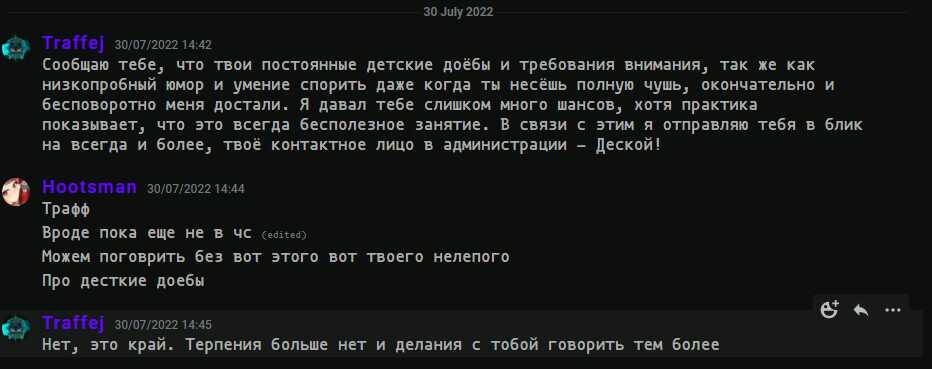 30 July 2022
Traffej 30/07/2022 14:42
Сообщаю тебе, что твои постоянные детские доёбы и требования внимания, так же как
низкопробный юмор и умение спорить даже когда ты несёшь полную чушь, окончательно и
бесповоротно меня достали. Я давал тебе слишком много шансов, хотя практика
показывает, что это всегда бесполезное занятие. В связи с этим я отправляю тебя в блик
на всегда и более, твоё контактное лицо в администрации – Деской!
Hootsman 30/07/2022 14:44
Трафф
Вроде пока еще не в чс (edited)
Можем поговрить без вот этого вот твоего нелепого
Про десткие доебы
Traffej 30/07/2022 14:45
Нет, это край. Терпения больше нет и делания с тобой говорить тем более